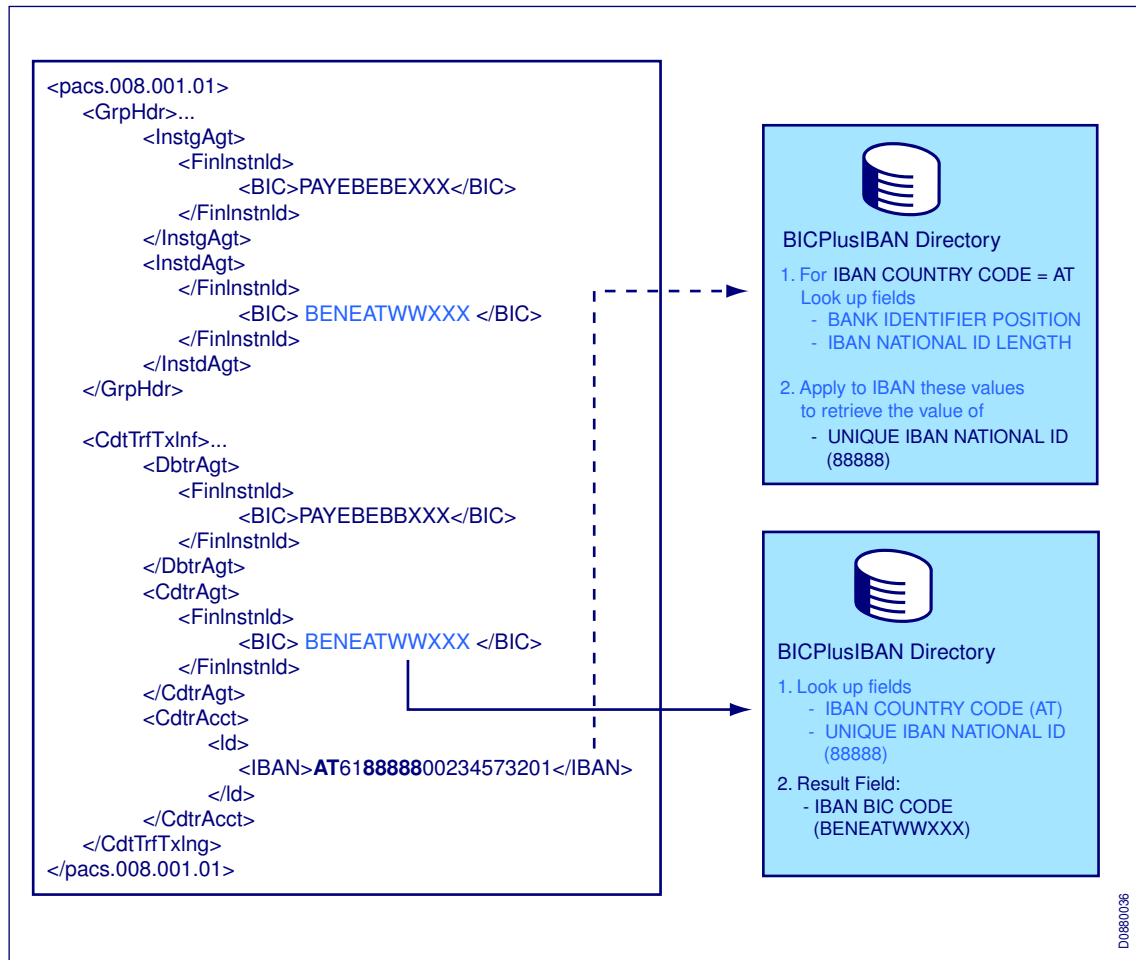 <pacs.008.001.01>
<GrpHdr>...
<InstgAgt>
<FinInstnId>
<BIC>PAYEBEBEXXX</BIC>
</FinInstnId>
</InstgAgt>
<InstdAgt>
</FinInstnId>
<BIC> BENEATWWXXX </BIC>
</FinInstnId>
</InstdAgt>
</GrpHdr>
<CdtTrfTxInf>...
<DbtrAgt>
<FinInstnId>
<BIC>PAYEBEBBXXX</BIC>
</FinInstnId>
</DbtrAgt>
<CdtrAgt>
<FinInstnId>
<BIC> BENEATWWXXX </BIC>
</FinInstnId>
</CdtrAgt>
<CdtrAcct>
<Id>
<IBAN>AT618888800234573201</IBAN>
</Id>
</CdtrAcct>
</CdtTrfTxIng>
</pacs.008.001.01>
BICPlusIBAN Directory
1. For IBAN COUNTRY CODE = AT
Look up fields
- BANK IDENTIFIER POSITION
- IBAN NATIONAL ID LENGTH
2. Apply to IBAN these values
to retrieve the value of
- UNIQUE IBAN NATIONAL ID
(88888)
BICPlusIBAN Directory
1. Look up fields
- IBAN COUNTRY CODE (AT)
- UNIQUE IBAN NATIONAL ID
(88888)
2. Result Field:
- IBAN BIC CODE
(BENEATWWXXX)
D0880036